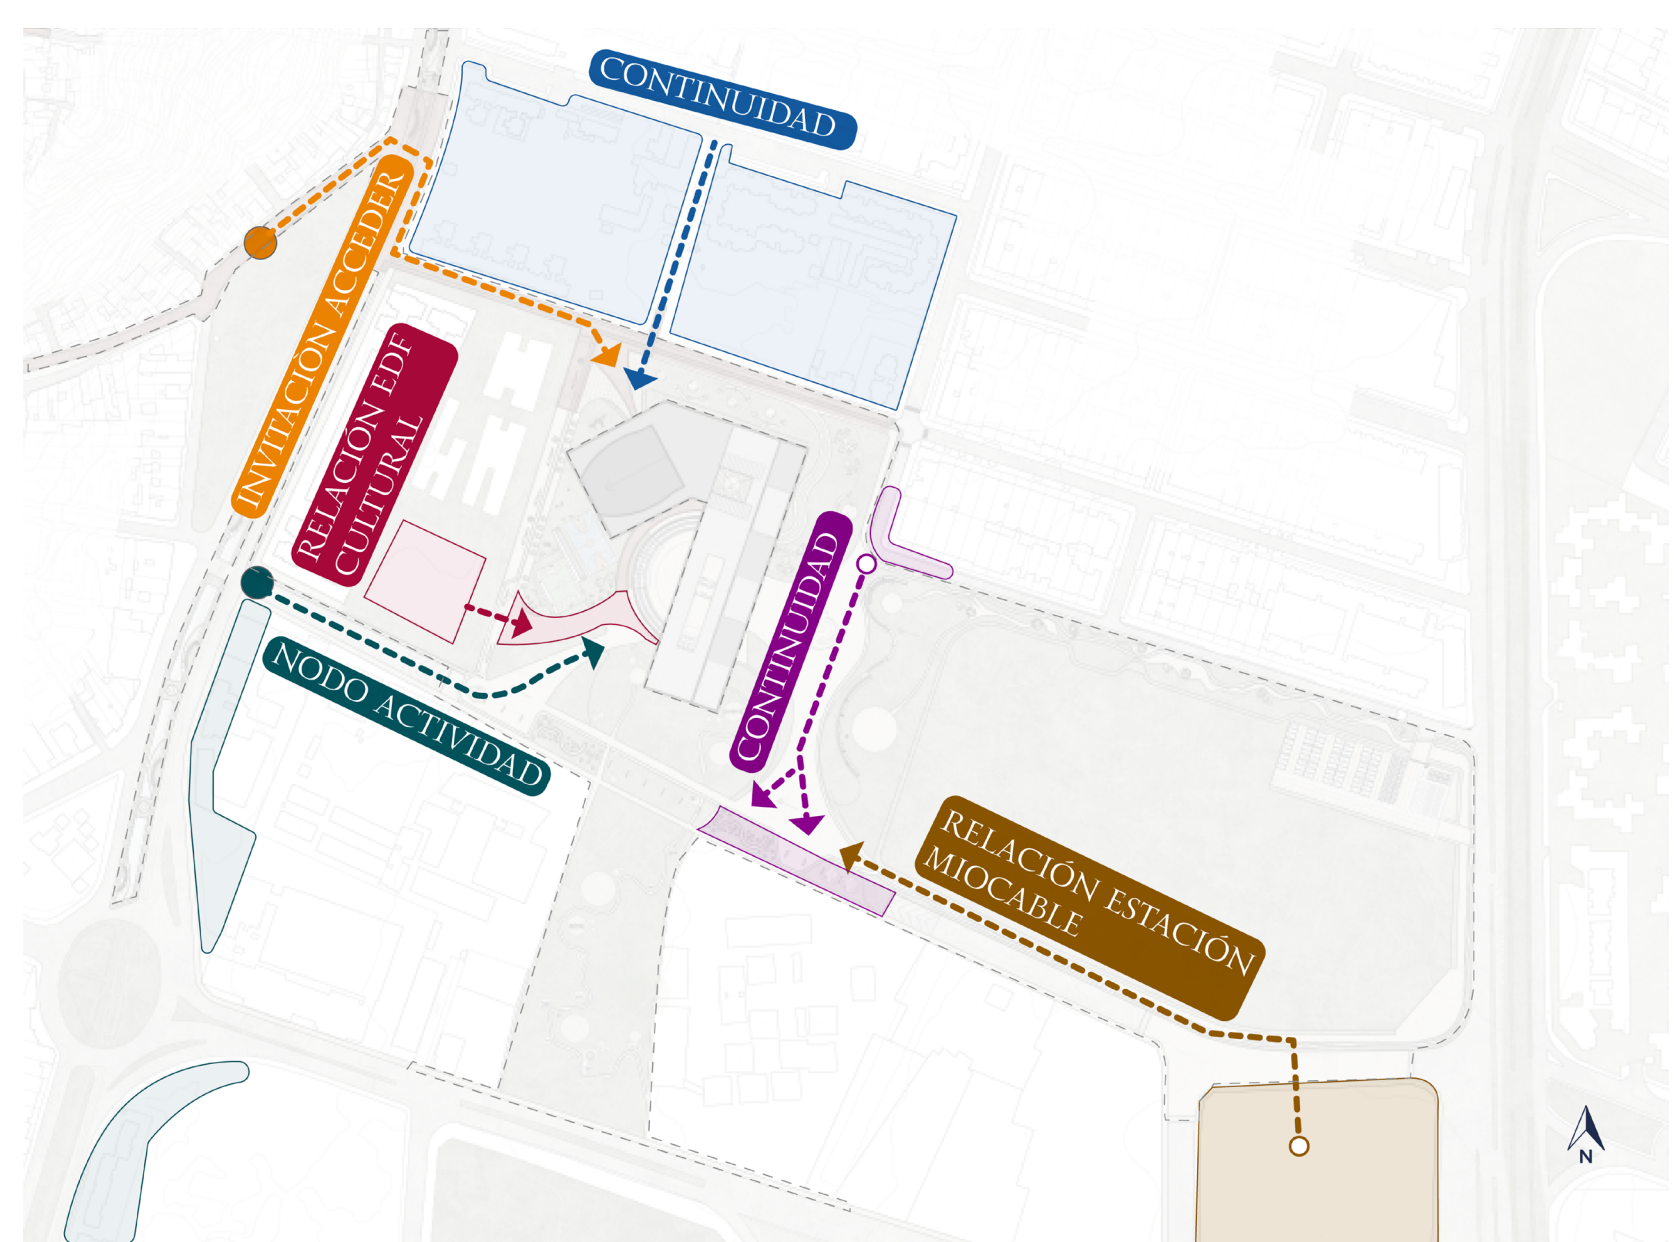 CONTINUIDAD
INVITACIÓN ACCEDER
RELACIÓN EDF
CULTURAL
CONTINUIDAD
NODO ACTIVIDAD
RELACIÓN ESTACIÓN
MIOCABLE
N